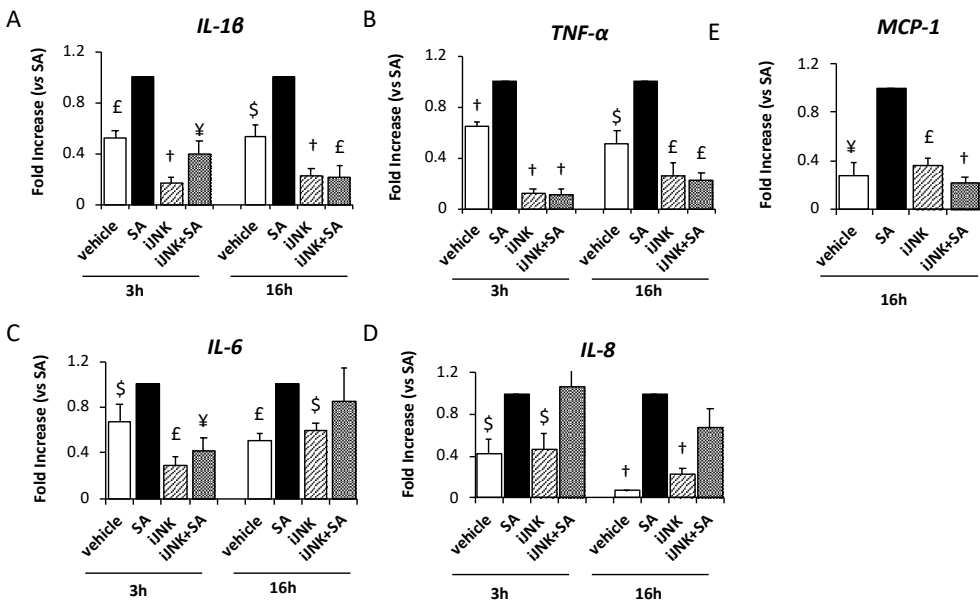 A
IL-1β
Fold Increase (vs SA)
1.2
0.8
0.4
0
£
†
¥
$
†
£
vehicle
SA
iJNK
iJNK+SA
vehicle
SA
iJNK
iJNK+SA
3h
16h
B
TNF-α
Fold Increase (vs SA)
1.2
0.8
0.4
0
†
†
†
$
£
£
vehicle
SA
iJNK
iJNK+SA
vehicle
SA
iJNK
iJNK+SA
3h
16h
E
MCP-1
Fold Increase (vs SA)
1.2
0.8
0.4
0
¥
£
†
vehicle
SA
iJNK
iJNK+SA
16h
C
IL-6
Fold Increase (vs SA)
1.2
0.8
0.4
0
$
£
¥
£
$
vehicle
SA
iJNK
iJNK+SA
vehicle
SA
iJNK
iJNK+SA
3h
16h
D
IL-8
Fold Increase (vs SA)
1.2
0.8
0.4
0
$
$
†
†
vehicle
SA
iJNK
iJNK+SA
vehicle
SA
iJNK
iJNK+SA
3h
16h